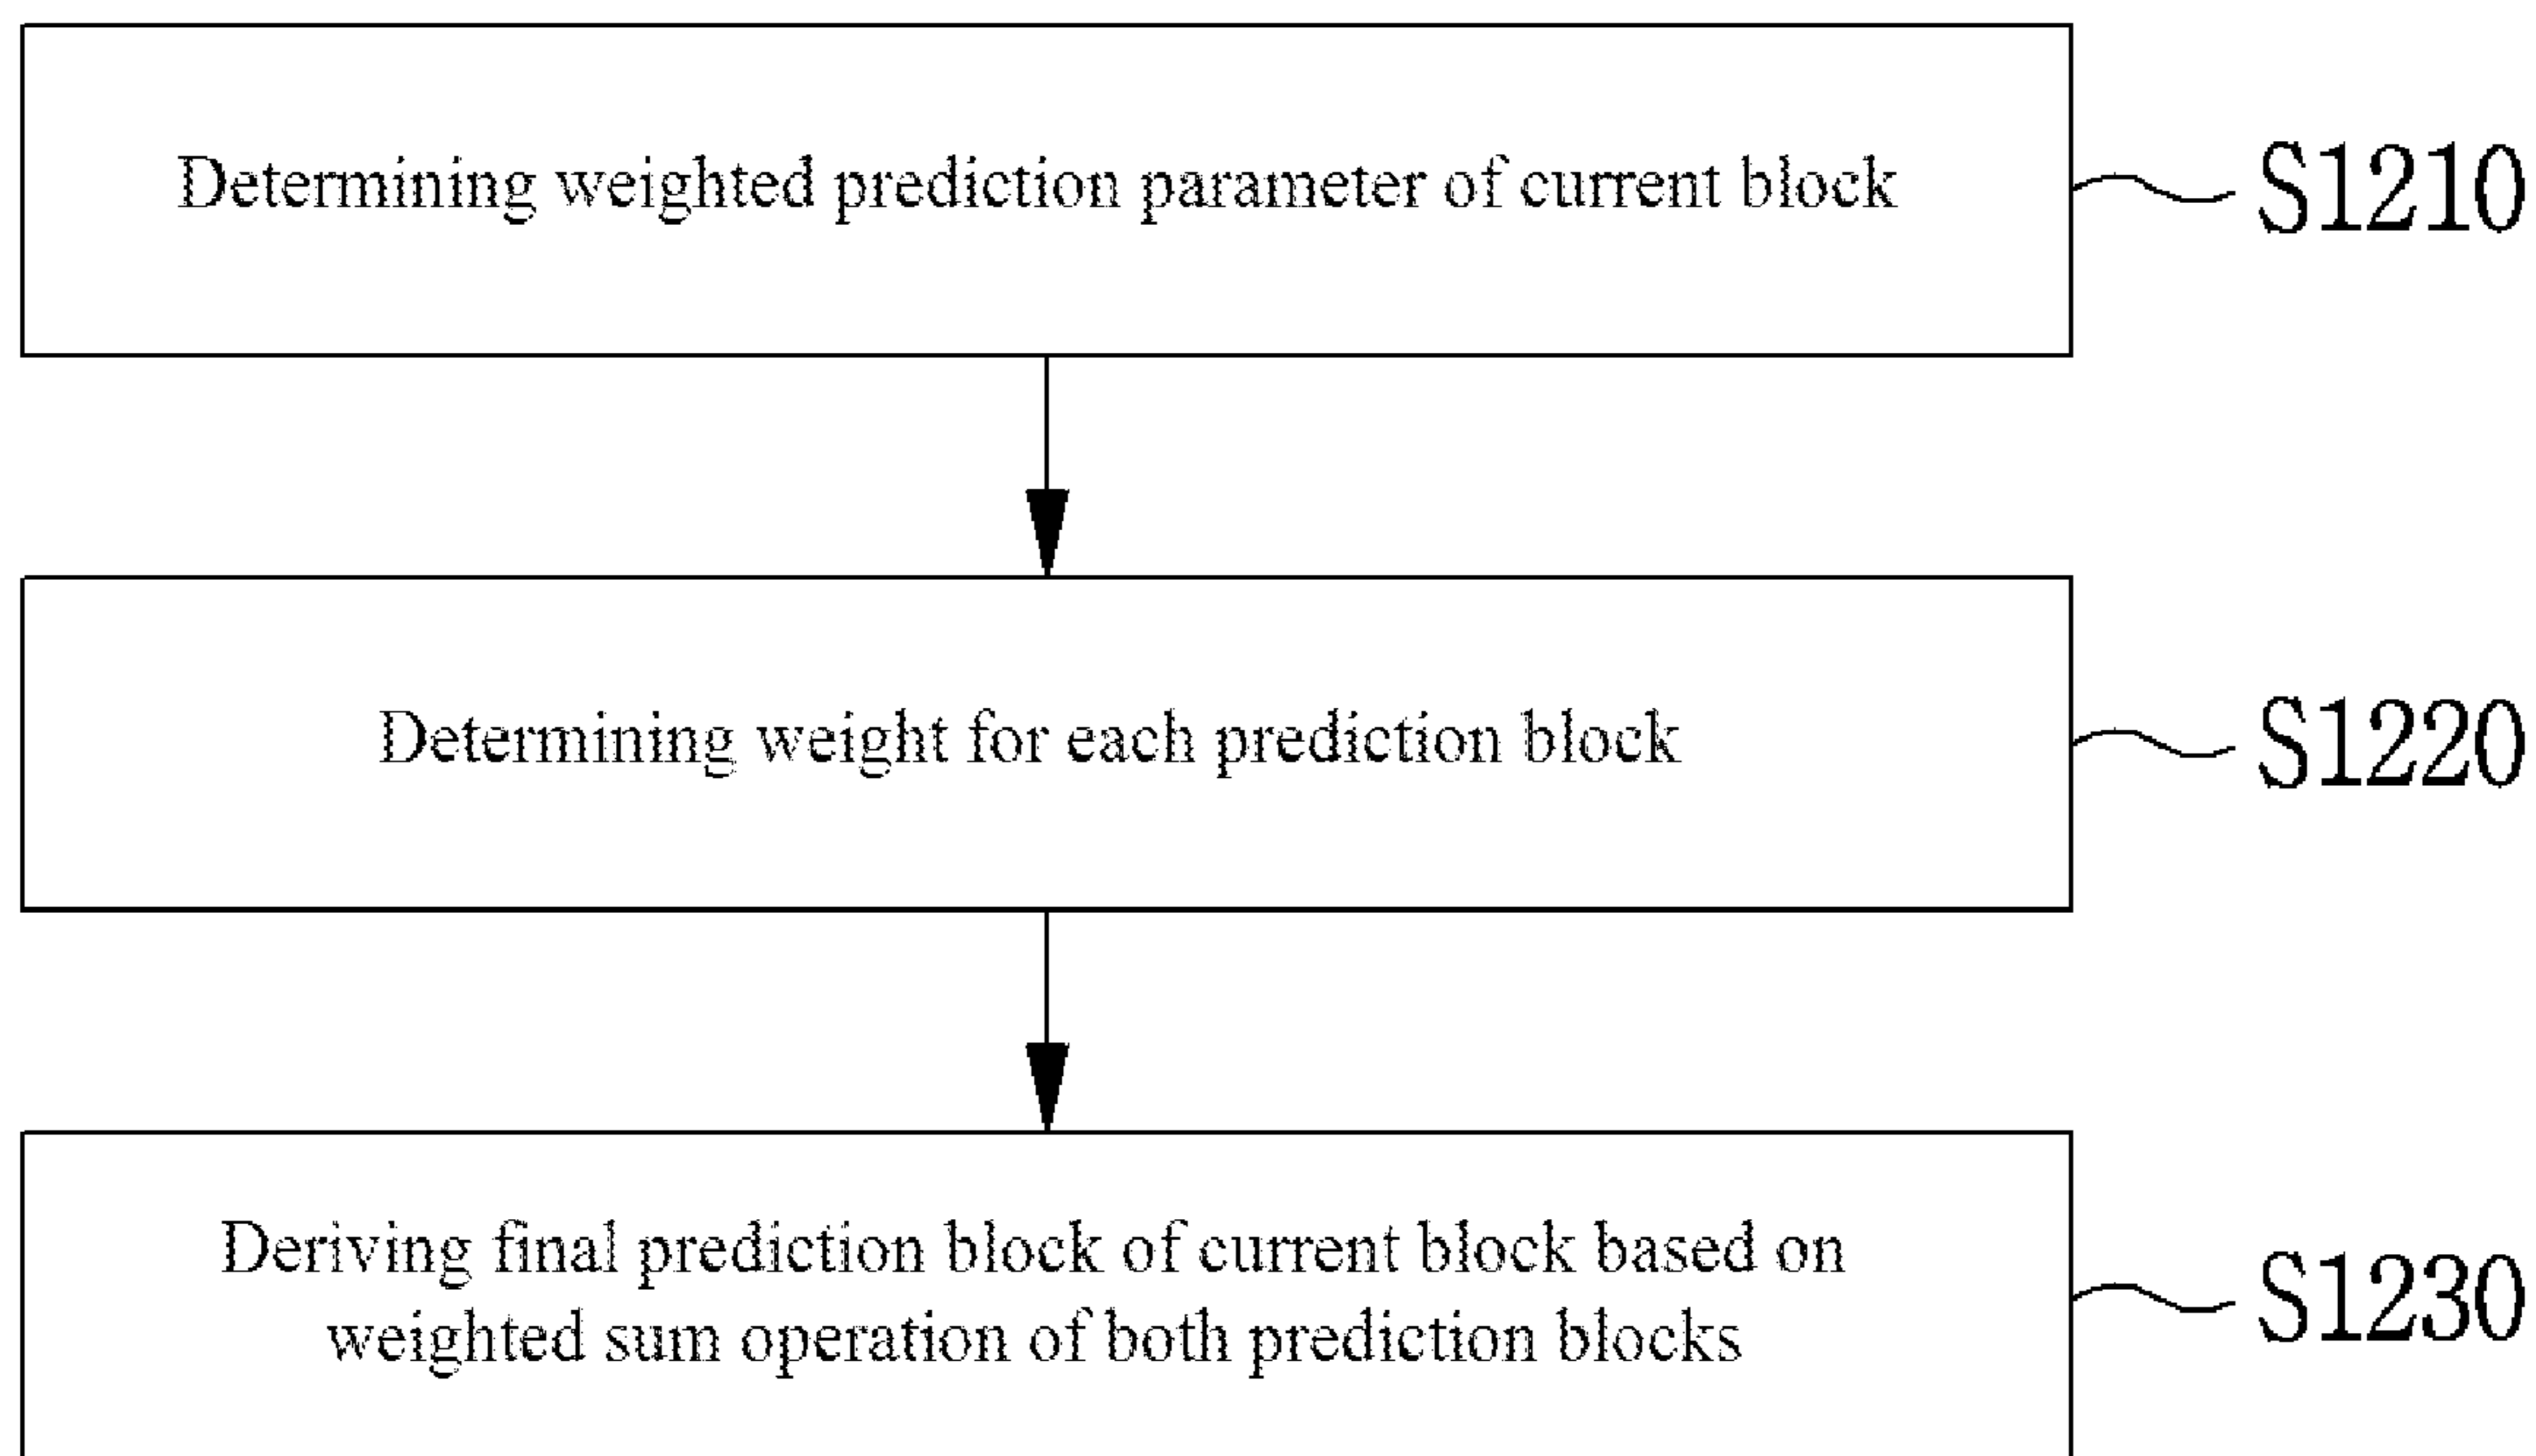 Determining weighted prediction parameter of current block
S1210
Determining weight for each prediction block
S1220
Deriving final prediction block of current block based on
weighted sum operation of both prediction blocks
S1230